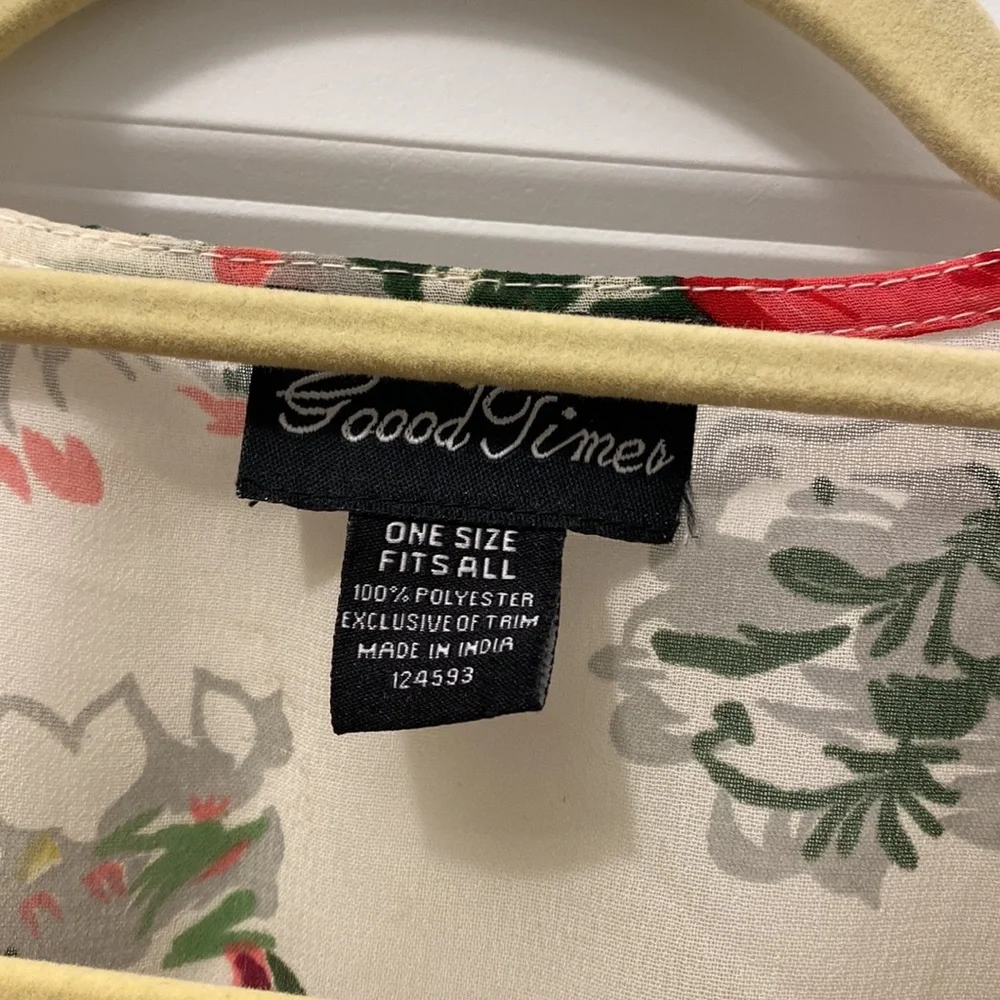 Goood Times
ONE SIZE
FITS ALL
100% POLYESTER
EXCLUSIVE OF TRIM
MADE IN INDIA
124593